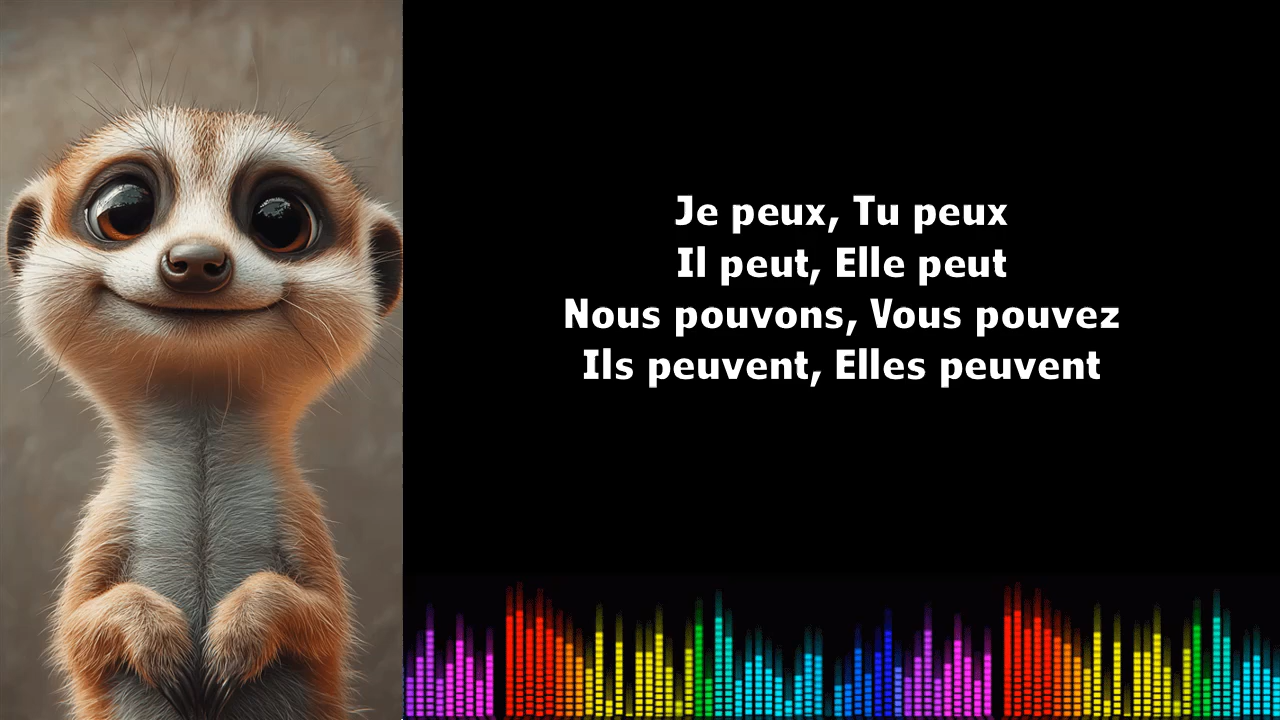 Je peux, Tu peux
Il peut, Elle peut
Nous pouvons, Vous pouvez
Ils peuvent, Elles peuvent